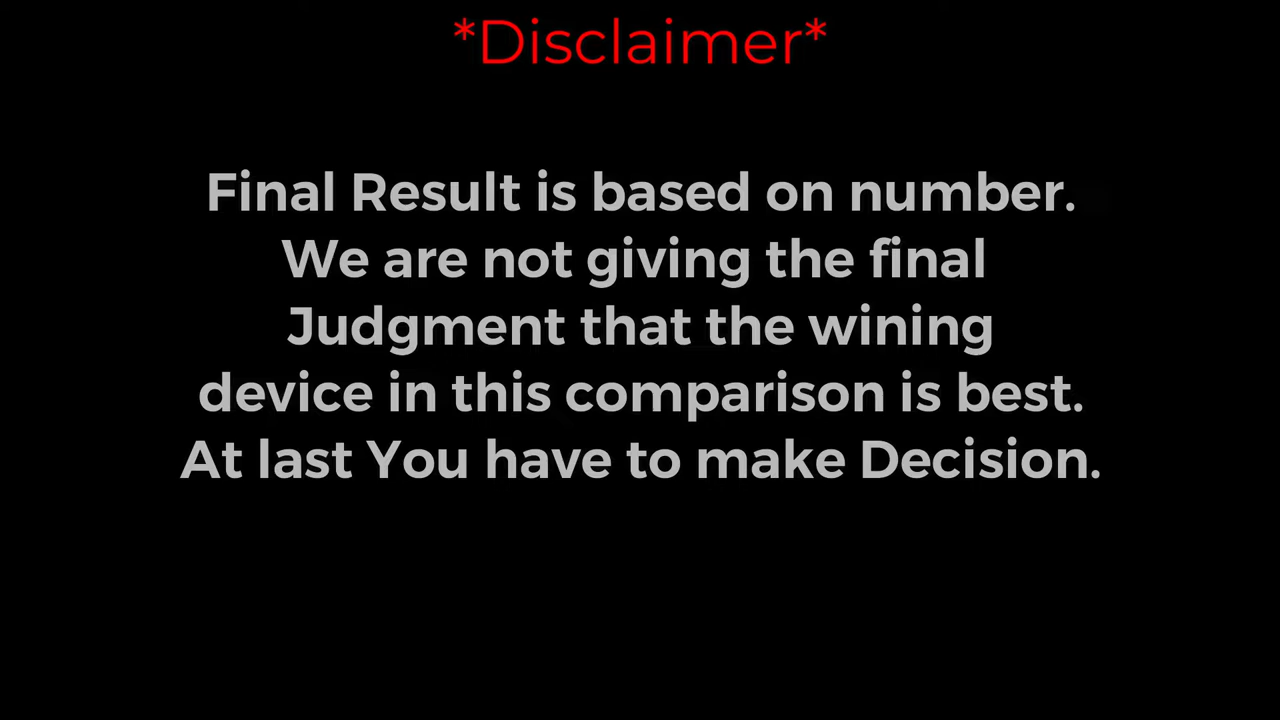 *Disclaimer*
Final Result is based on number.
We are not giving the final
Judgment that the wining
device in this comparison is best.
At last You have to make Decision.